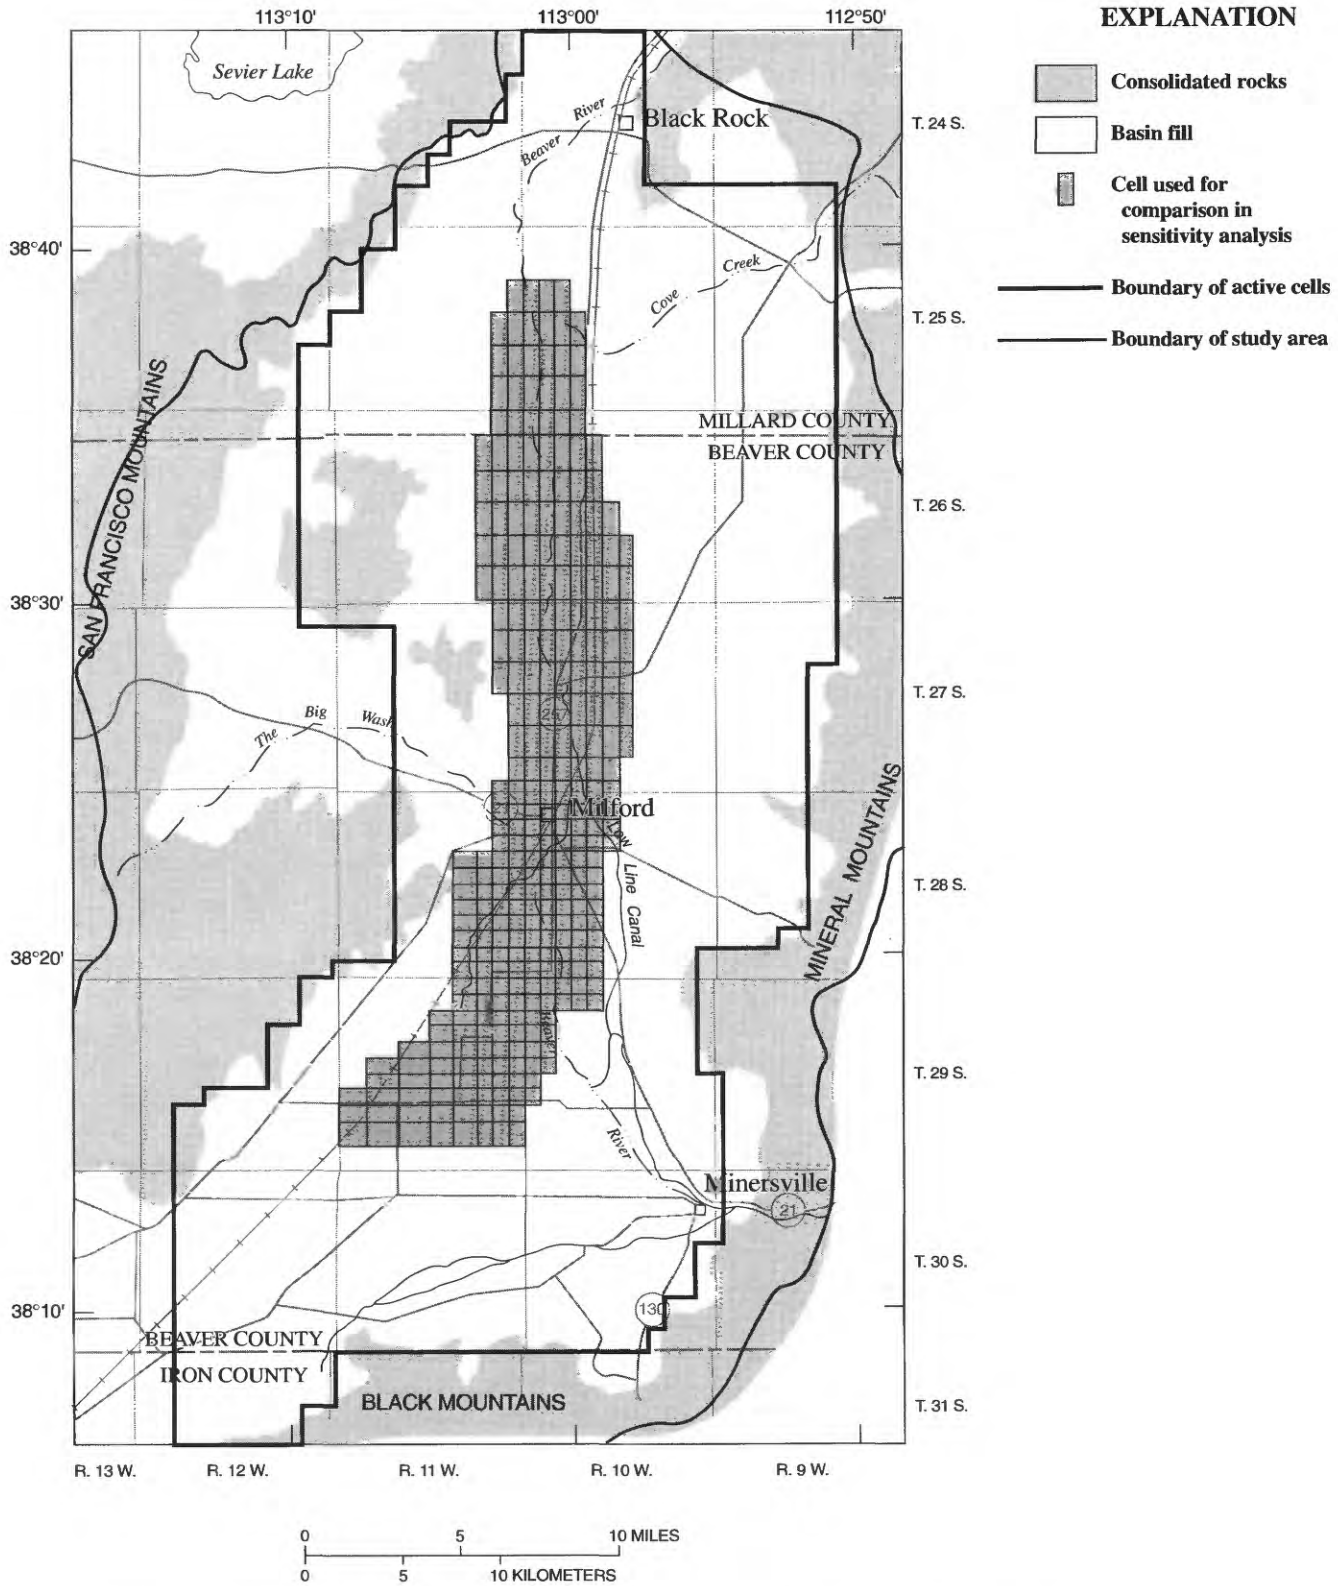 113°10'
113°00'
112°50'
EXPLANATION
Consolidated rocks
Basin fill
Cell used for
comparison in
sensitivity analysis
Boundary of active cells
Boundary of study area
Sevier Lake
Beaver River
Black Rock
T. 24 S.
38°40'
Cove Creek
T. 25 S.
SAN FRANCISCO MOUNTAINS
MILLARD COUNTY
BEAVER COUNTY
T. 26 S.
38°30'
T. 27 S.
The Big Wash
257
21
Milford
Low Line Canal
MINERAL MOUNTAINS
T. 28 S.
38°20'
Beaver
River
T. 29 S.
Minersville
21
T. 30 S.
38°10'
130
BEAVER COUNTY
IRON COUNTY
BLACK MOUNTAINS
T. 31 S.
R. 13 W.
R. 12 W.
R. 11 W.
R. 10 W.
R. 9 W.
0 5 10 MILES
0 5 10 KILOMETERS